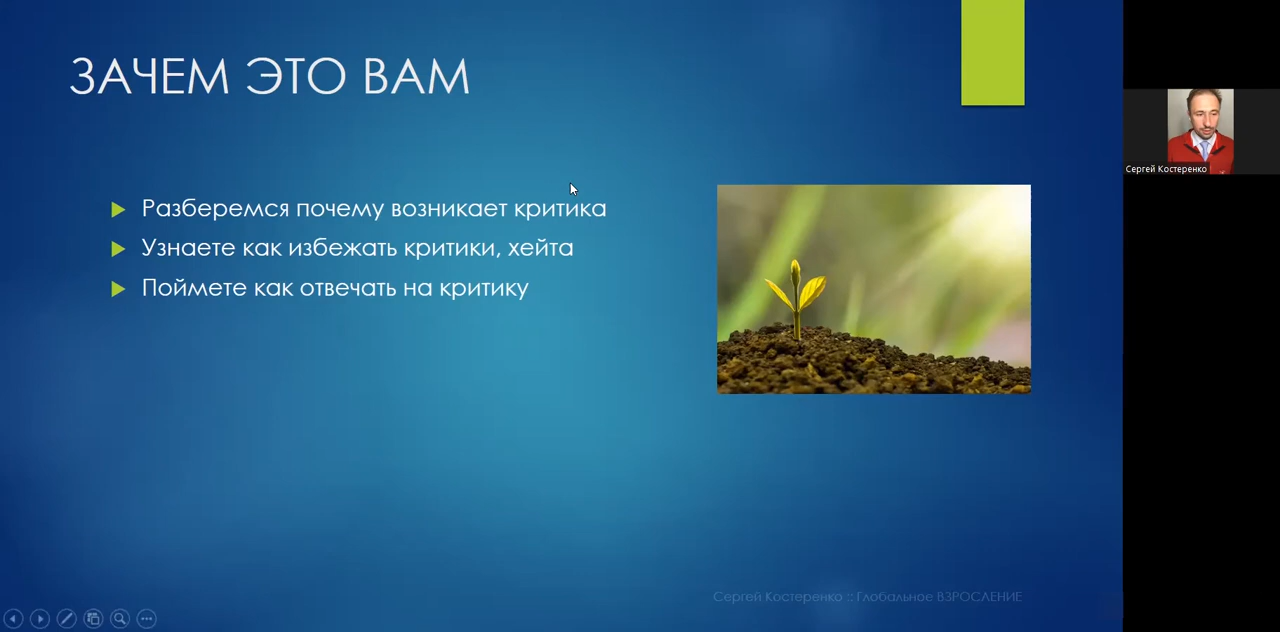 ЗАЧЕМ ЭТО ВАМ
Разберемся почему возникает критика
Узнаете как избежать критики, хейта
Поймете как отвечать на критику
Сергей Костеренко
Сергей Костеренко :: Глобальное ВЗРОСЛЕНИЕ